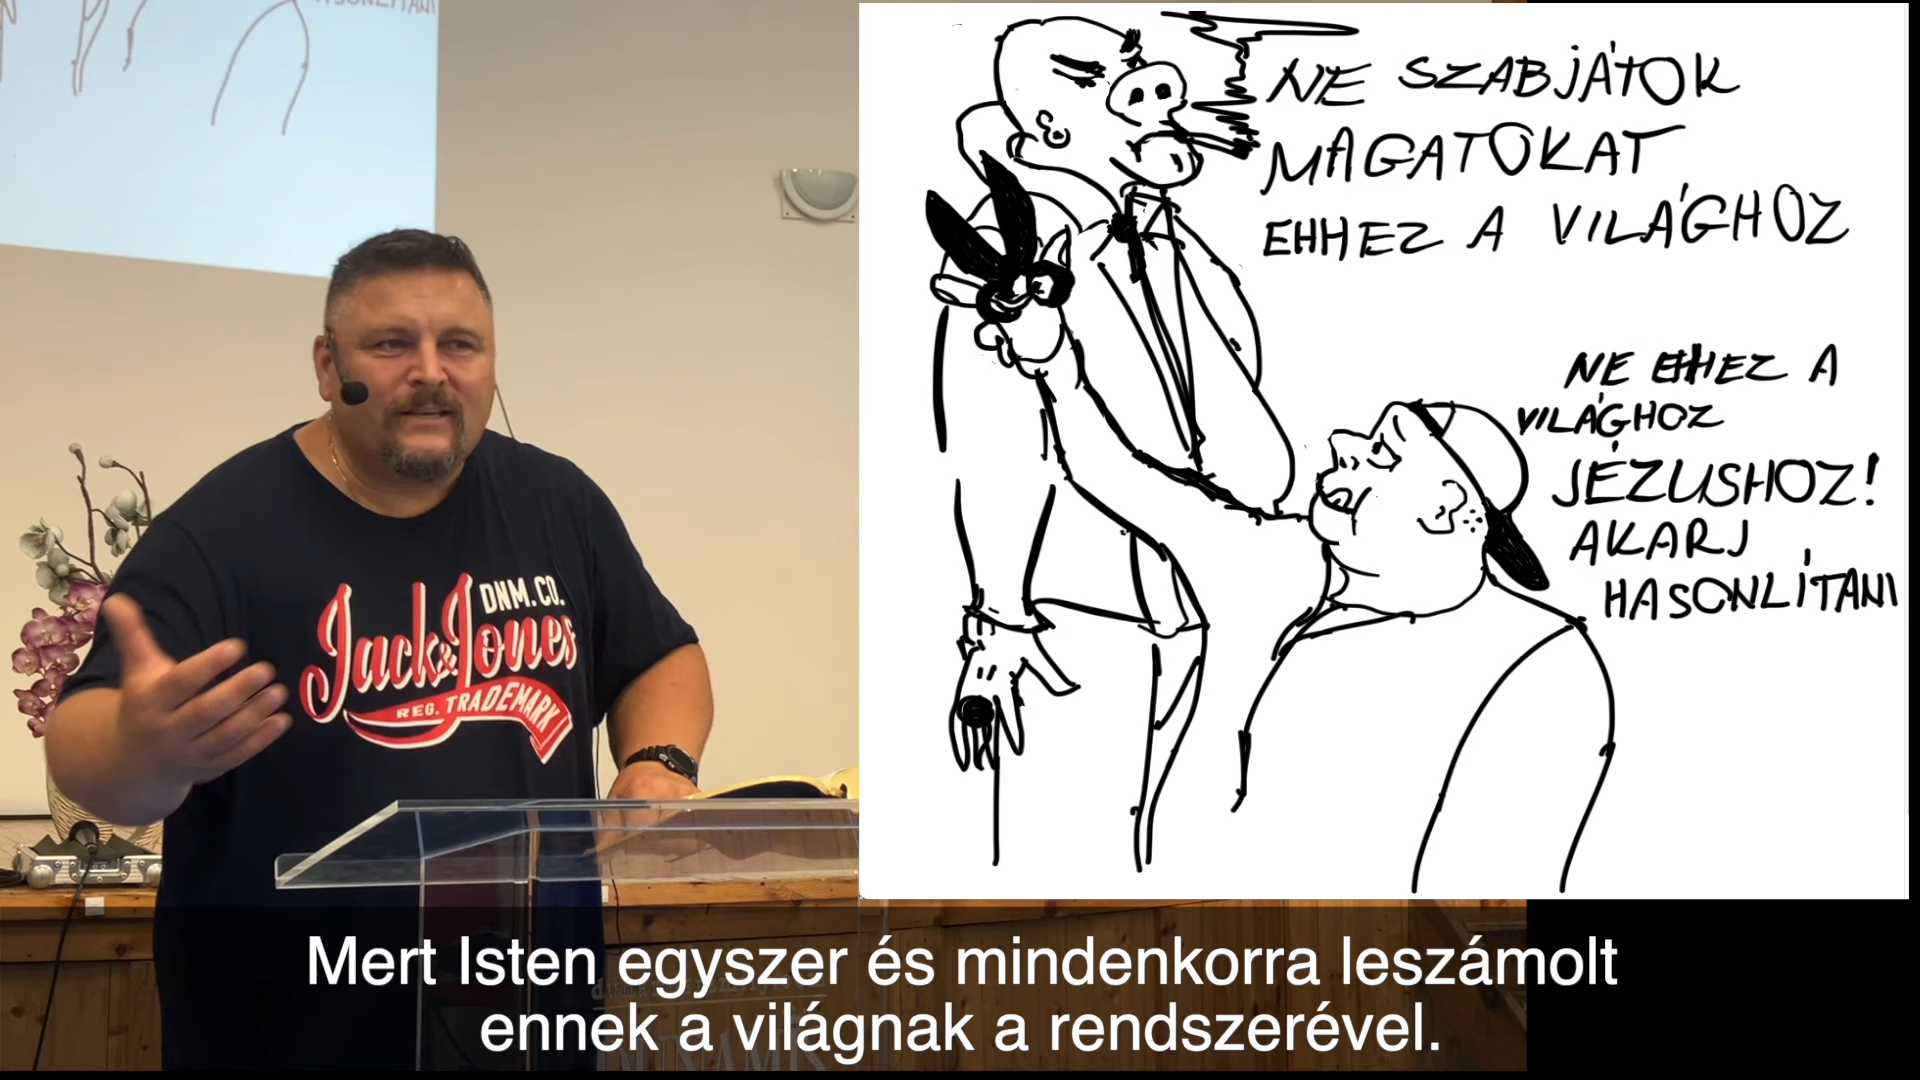 HASONLÍTANI
NE SZABJÁTOK
MAGATOKAT
EHHEZ A VILÁGHOZ
NE EHHEZ A
VILÁGHOZ
JÉZUSHOZ!
AKARJ
HASONLÍTANI
DNM. CO.
Jack & Jones
REG. TRADEMARK
Mert Isten egyszer és mindenkorra leszámolt
ennek a világnak a rendszerével.